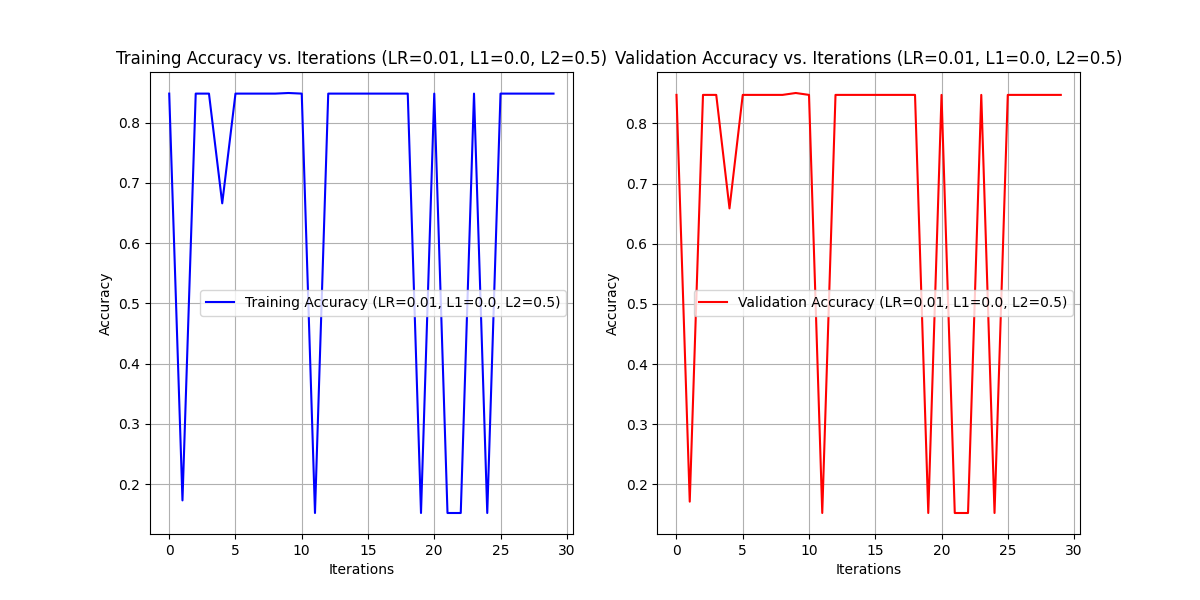 Training Accuracy vs. Iterations (LR=0.01, L1=0.0, L2=0.5)
Accuracy
0.8
0.7
0.6
0.5
0.4
0.3
0.2
Training Accuracy (LR=0.01, L1=0.0, L2=0.5)
0 5 10 15 20 25 30
Iterations
Validation Accuracy vs. Iterations (LR=0.01, L1=0.0, L2=0.5)
Accuracy
0.8
0.7
0.6
0.5
0.4
0.3
0.2
Validation Accuracy (LR=0.01, L1=0.0, L2=0.5)
0 5 10 15 20 25 30
Iterations